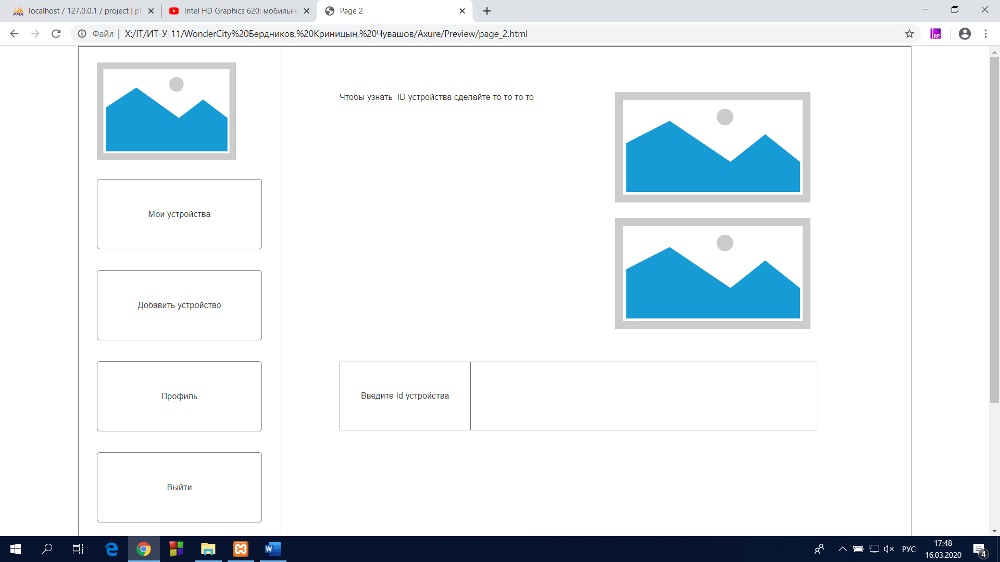 localhost / 127.0.0.1 / project | ph
Intel HD Graphics 620: мобильн
Page 2
Файл
X:/IT/ИТ-У-11/WonderCity%20Бердников,%20Криницын,%20Чувашов/Axure/Preview/page_2.html
RP
Чтобы узнать  ID устройства сделайте то то то то
Мои устройства
Добавить устройство
Профиль
Введите Id устройства
Выйти
РУС
17:48
16.03.2020
4